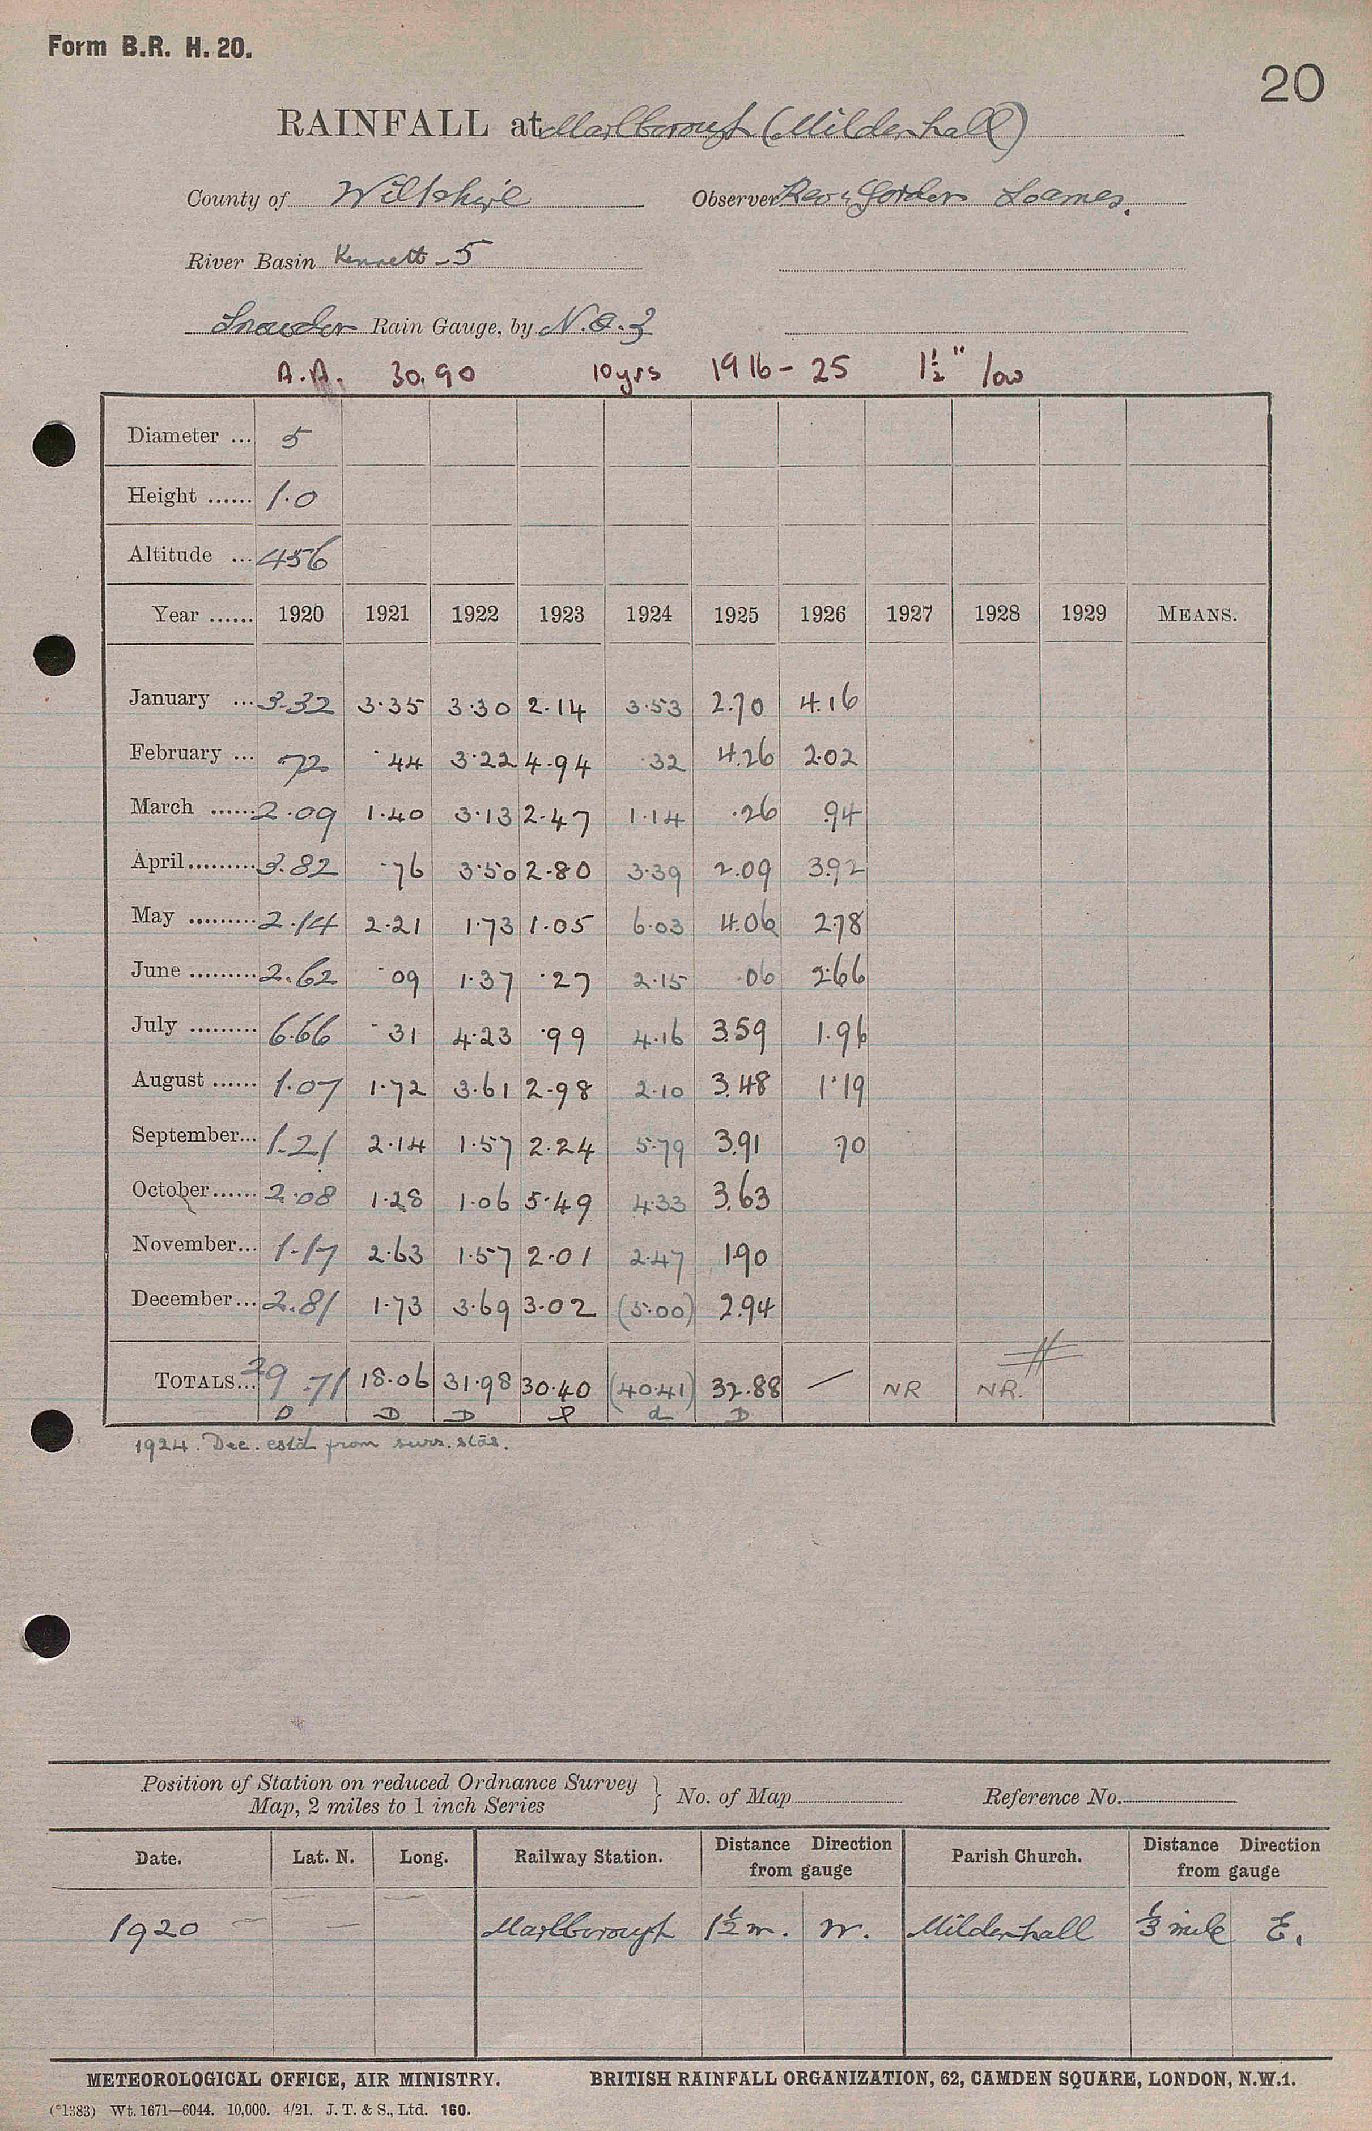 Form B.R. H. 20.
20
RAINFALL at Marlborough (Mildenhall)
County of Wiltshire Observer Rev. Gordon Soames.
River Basin Kennett - 5
Snowdon Rain Gauge, by N. & Z
A.A. 30.90 10yrs 1916-25 1½" low
Diameter ... 5
Height ...... 1.0
Altitude ... 456
Year ...... 1920 1921 1922 1923 1924 1925 1926 1927 1928 1929 MEANS.
January ... 3.32 3.35 3.30 2.14 3.53 2.70 4.16
February ... .72 .44 3.22 4.94 .32 4.26 2.02
March ...... 2.09 1.40 3.13 2.47 1.14 .26 .94
April ......... 3.82 .76 3.50 2.80 3.39 2.09 3.92
May ......... 2.14 2.21 1.73 1.05 6.03 4.06 2.78
June ......... 2.62 .09 1.37 .27 2.15 .06 2.66
July ......... 6.66 .31 4.23 .99 4.16 3.59 1.96
August ...... 1.07 1.72 3.61 2.98 2.10 3.48 1.19
September... 1.21 2.14 1.57 2.24 5.79 3.91 70
October ...... 2.08 1.28 1.06 5.49 4.33 3.63
November... 1.17 2.63 1.57 2.01 2.47 1.90
December... 2.81 1.73 3.69 3.02 (5.00) 2.94
TOTALS... 29.71 18.06 31.98 30.40 (40.41) 32.88 — NR NR.
D D D d D
1924. Dec. estd from surr. stas.
Position of Station on reduced Ordnance Survey } No. of Map Reference No.
Map, 2 miles to 1 inch Series
Date. Lat. N. Long. Railway Station. Distance Direction from gauge Parish Church. Distance Direction from gauge
1920 — — Marlborough 1½ m. W. Mildenhall ⅓ mile E.
METEOROLOGICAL OFFICE, AIR MINISTRY. BRITISH RAINFALL ORGANIZATION, 62, CAMDEN SQUARE, LONDON, N.W.1.
(*1383) Wt. 1671—6044. 10,000. 4/21. J. T. & S., Ltd. 160.